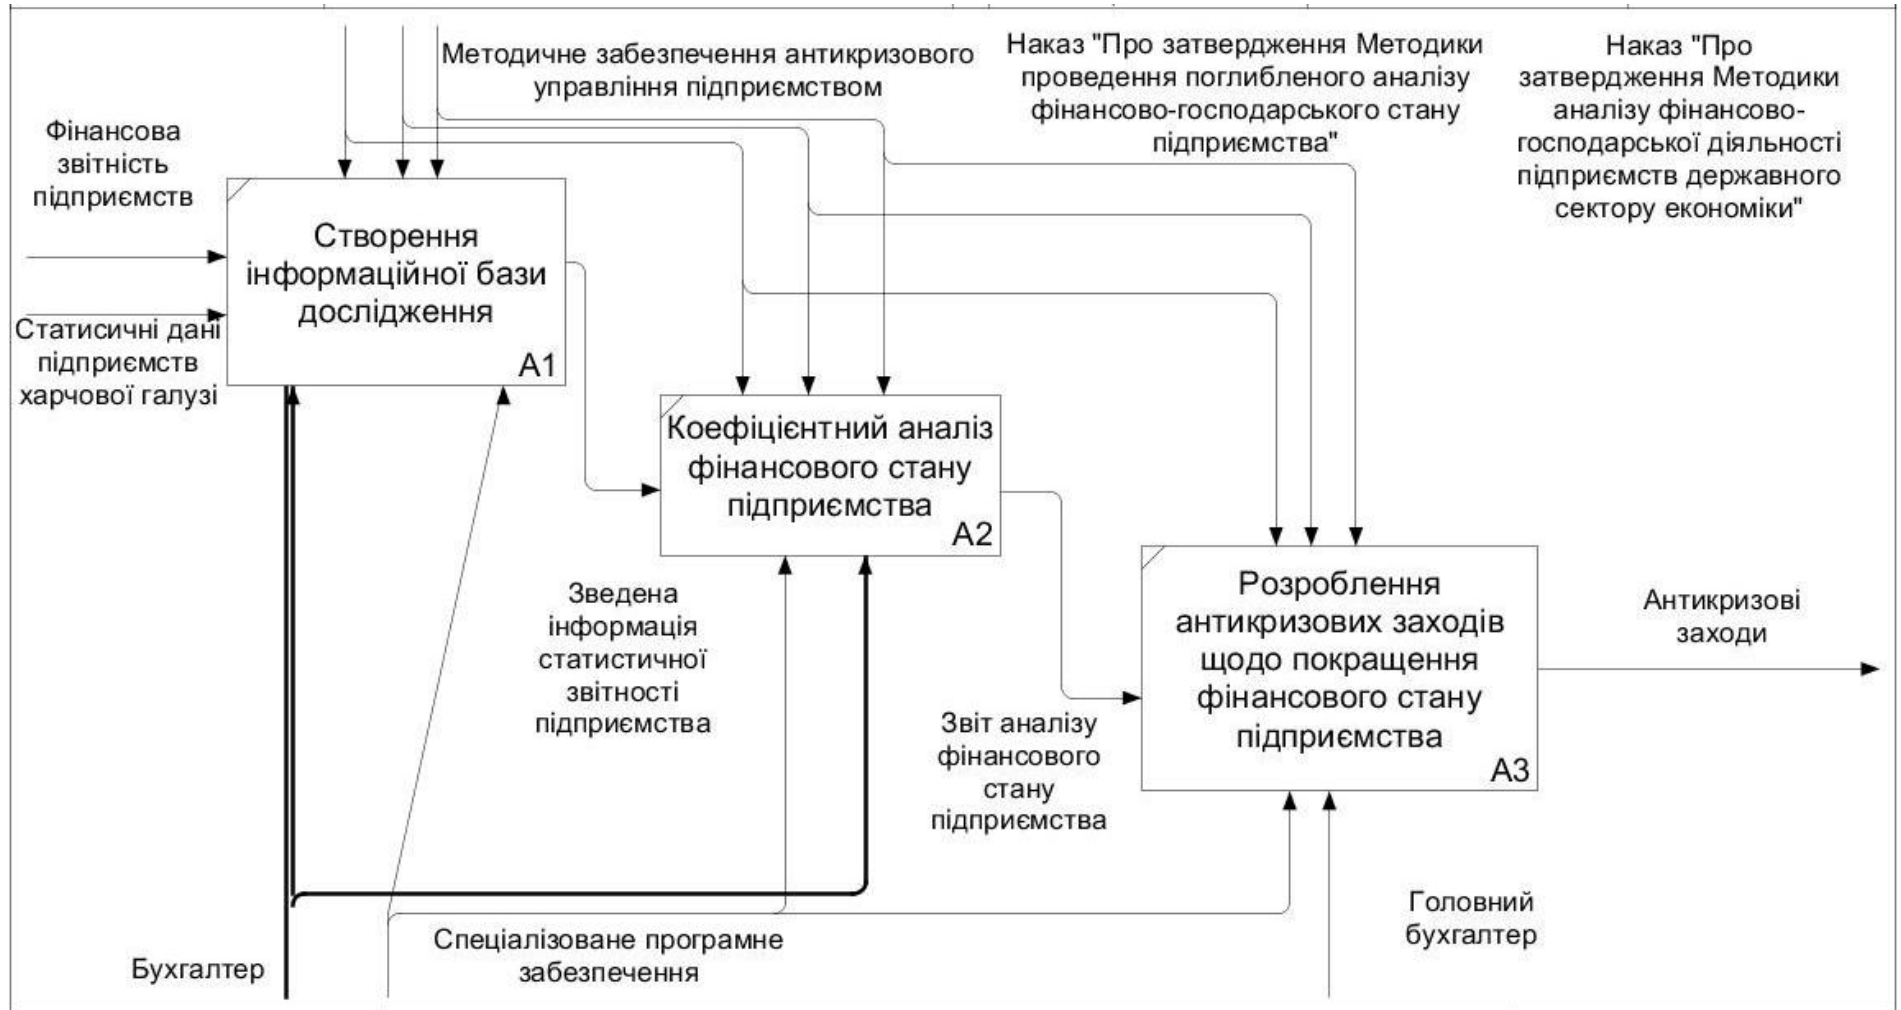 Методичне забезпечення антикризового
управління підприємством
Наказ "Про затвердження Методики
проведення поглибленого аналізу
фінансово-господарського стану
підприємства"
Наказ "Про
затвердження Методики
аналізу фінансово-
господарської діяльності
підприємств державного
сектору економіки"
Фінансова
звітність
підприємств
Статисичні дані
підприємств
харчової галузі
Створення
інформаційної бази
дослідження
A1
Коефіцієнтний аналіз
фінансового стану
підприємства
A2
Зведена
інформація
статистичної
звітності
підприємства
Звіт аналізу
фінансового
стану
підприємства
Розроблення
антикризових заходів
щодо покращення
фінансового стану
підприємства
A3
Антикризові
заходи
Бухгалтер
Спеціалізоване програмне
забезпечення
Головний
бухгалтер